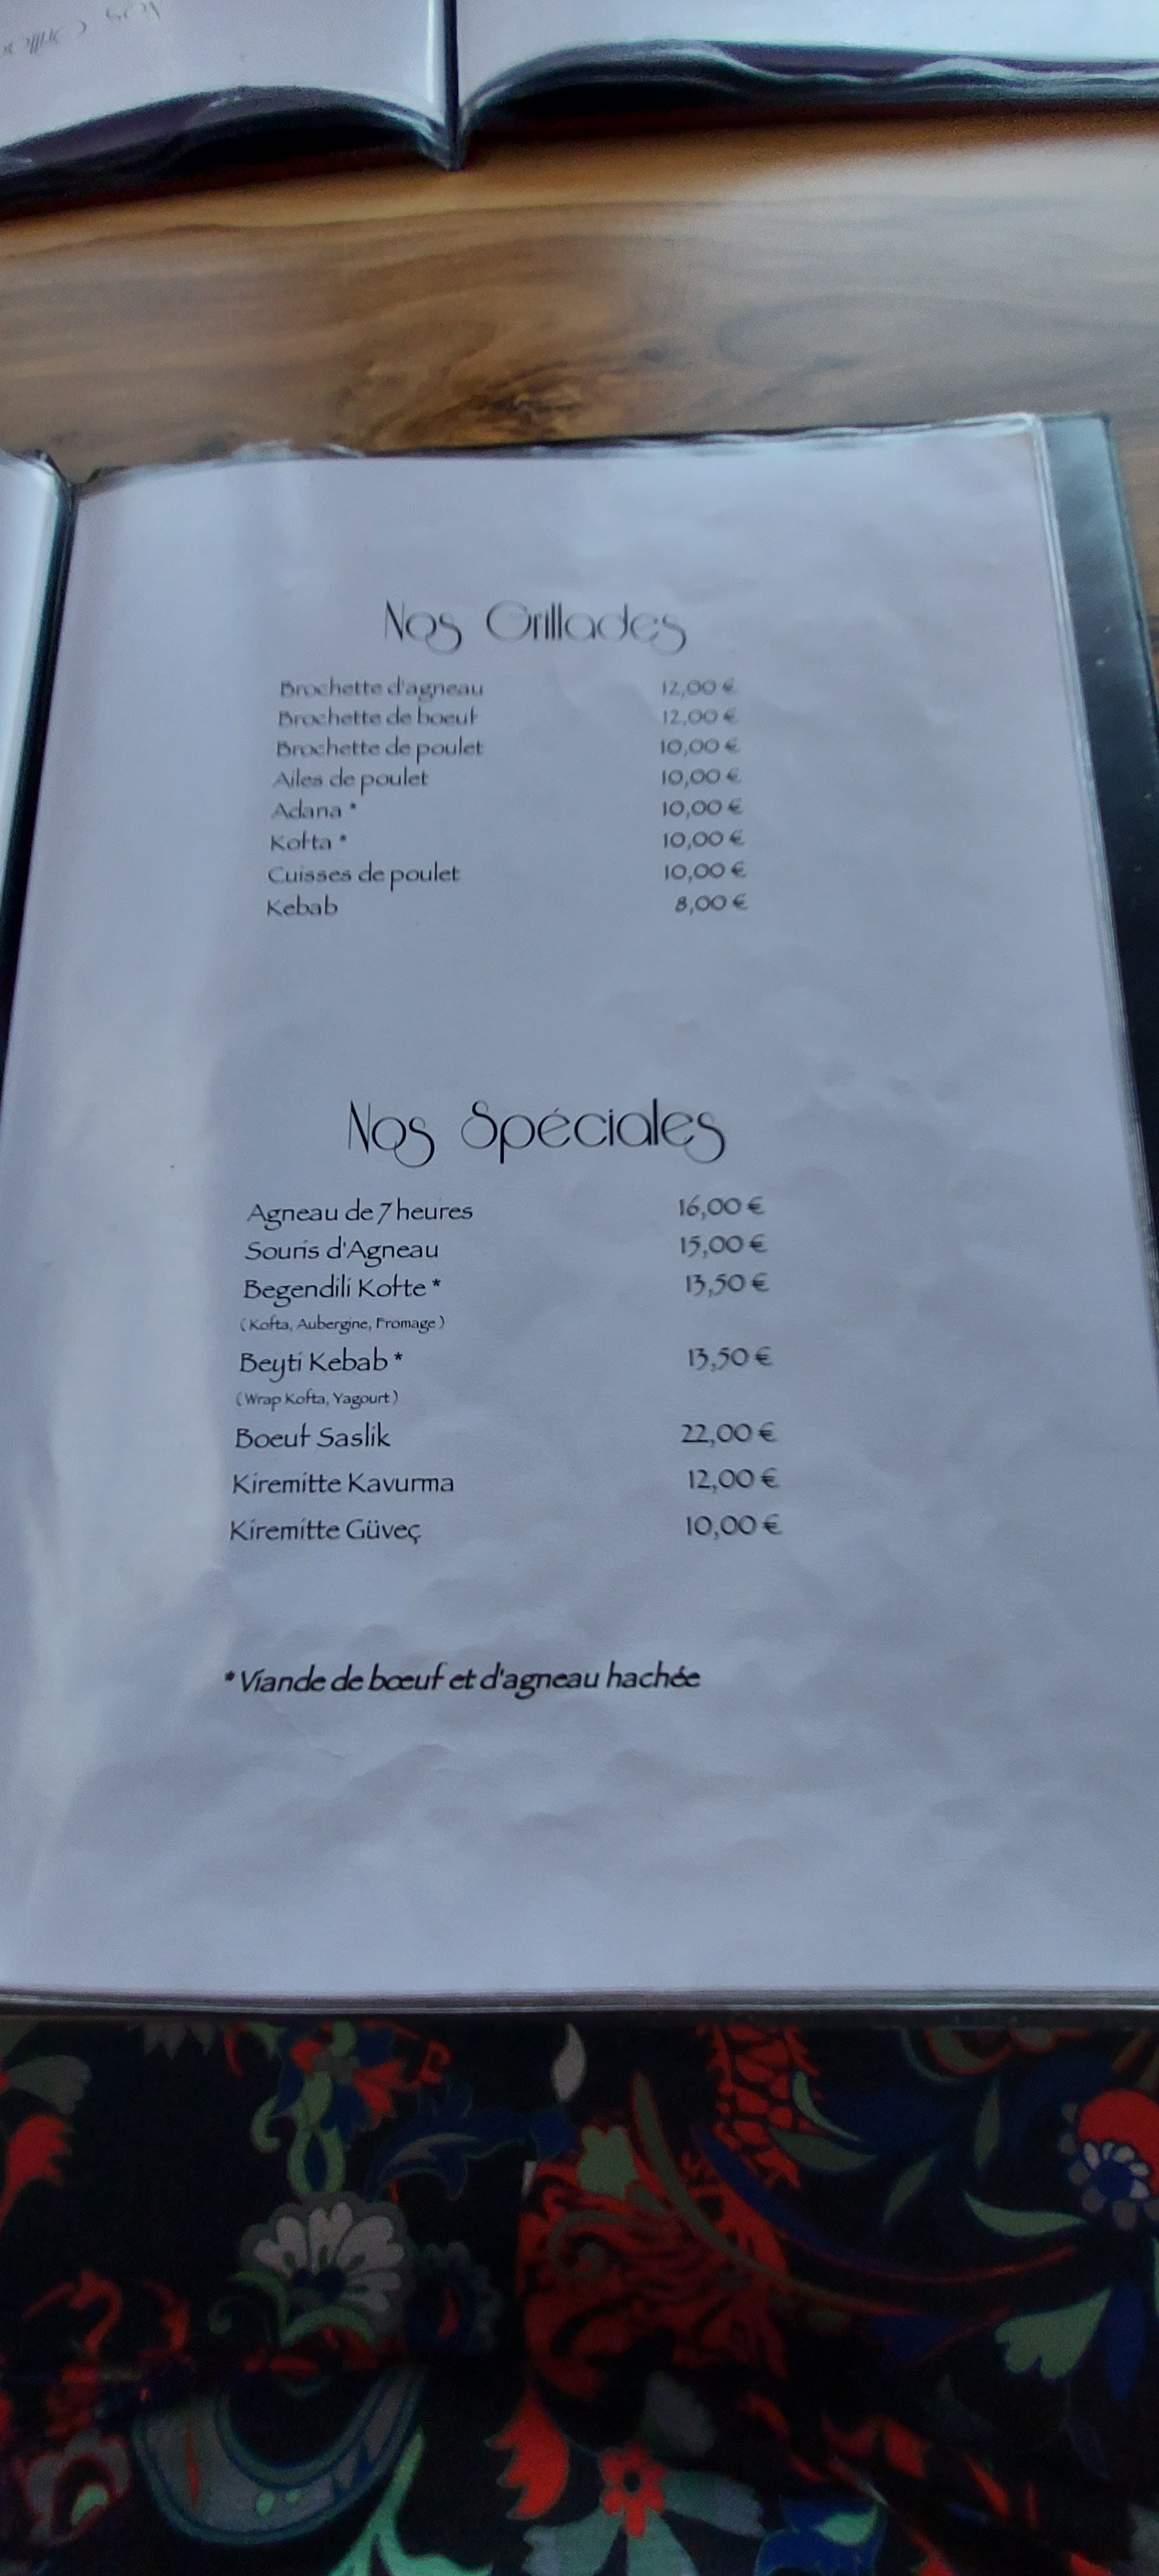 Nos Grillades
Brochette d'agneau 12,00 €
Brochette de boeuf 12,00 €
Brochette de poulet 10,00 €
Ailes de poulet 10,00 €
Adana * 10,00 €
Kofta * 10,00 €
Cuisses de poulet 10,00 €
Kebab 8,00 €
Nos Spéciales
Agneau de 7 heures 16,00 €
Souris d'Agneau 15,00 €
Begendili Kofte * 13,50 €
( Kofta, Aubergine, Fromage )
Beyti Kebab * 13,50 €
( Wrap Kofta, Yagourt )
Boeuf Saslik 22,00 €
Kiremitte Kavurma 12,00 €
Kiremitte Güveç 10,00 €
* Viande de bœuf et d'agneau hachée